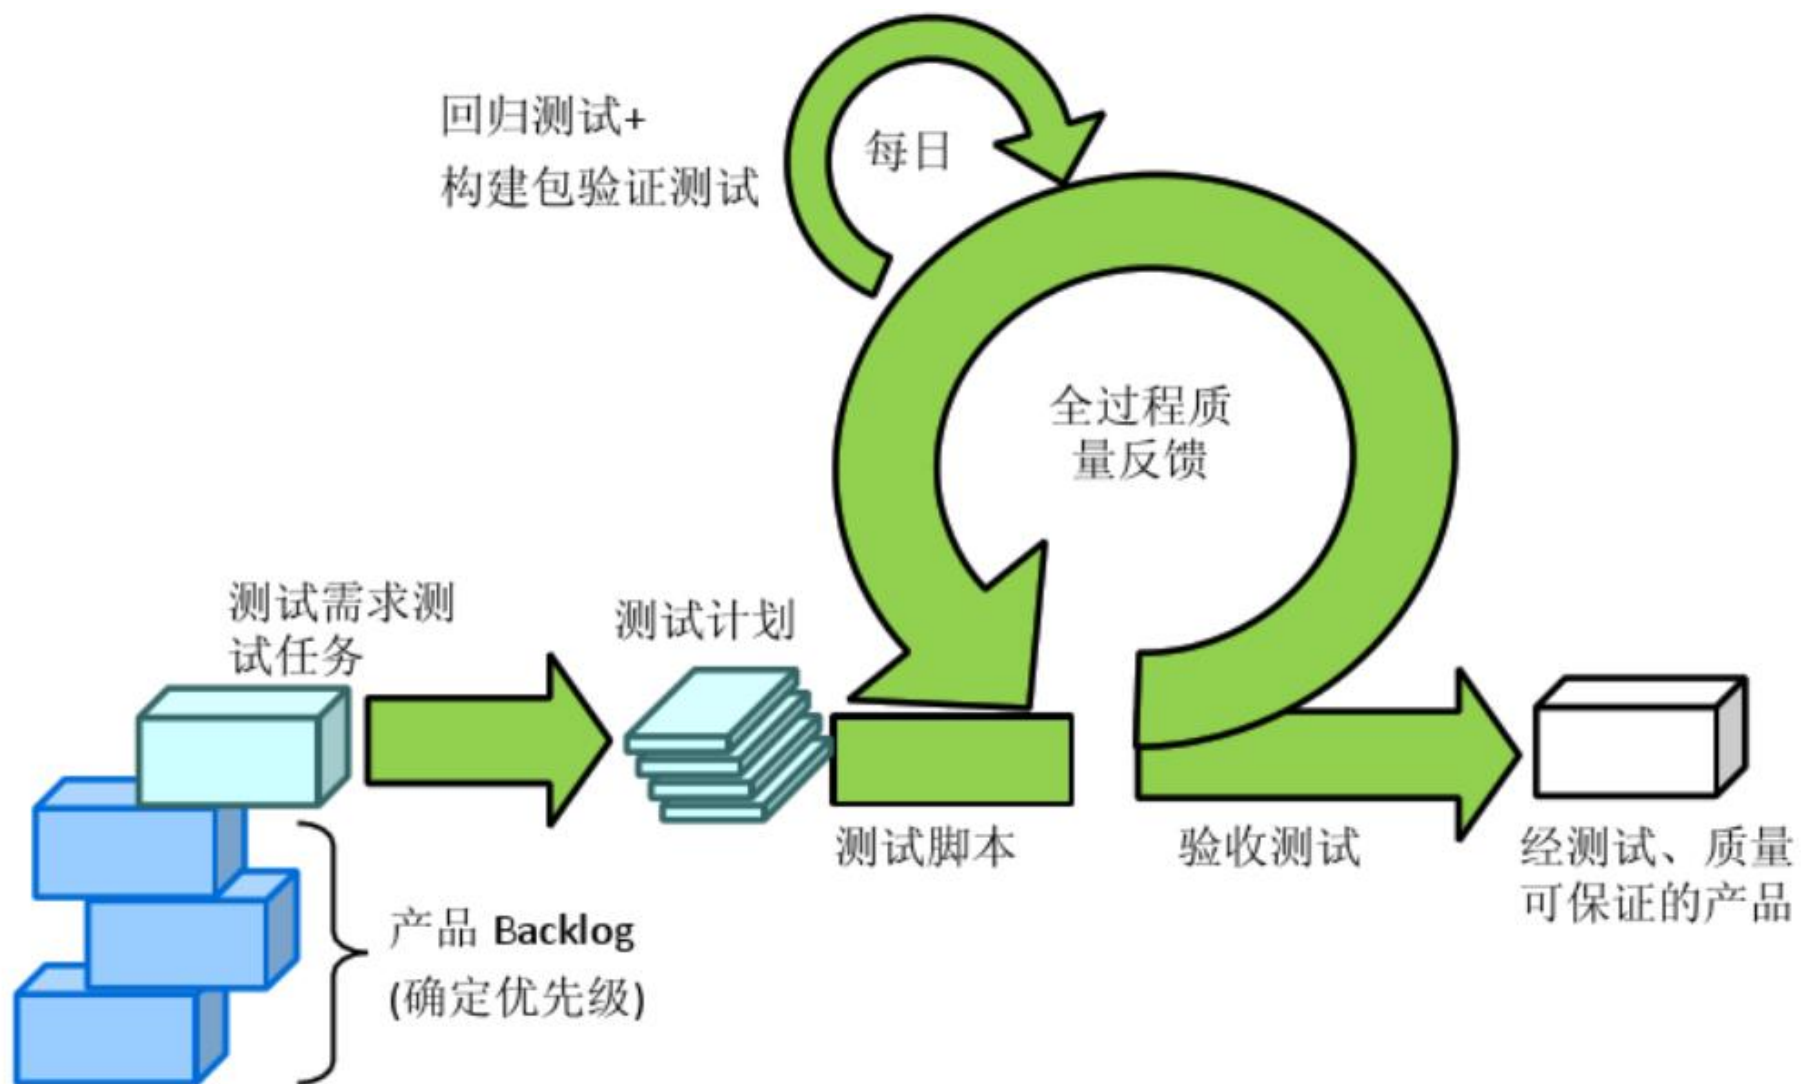 回归测试+
构建包验证测试
每日
全过程质
量反馈
测试需求测
试任务
测试计划
测试脚本
验收测试
经测试、质量
可保证的产品
产品 Backlog
(确定优先级)